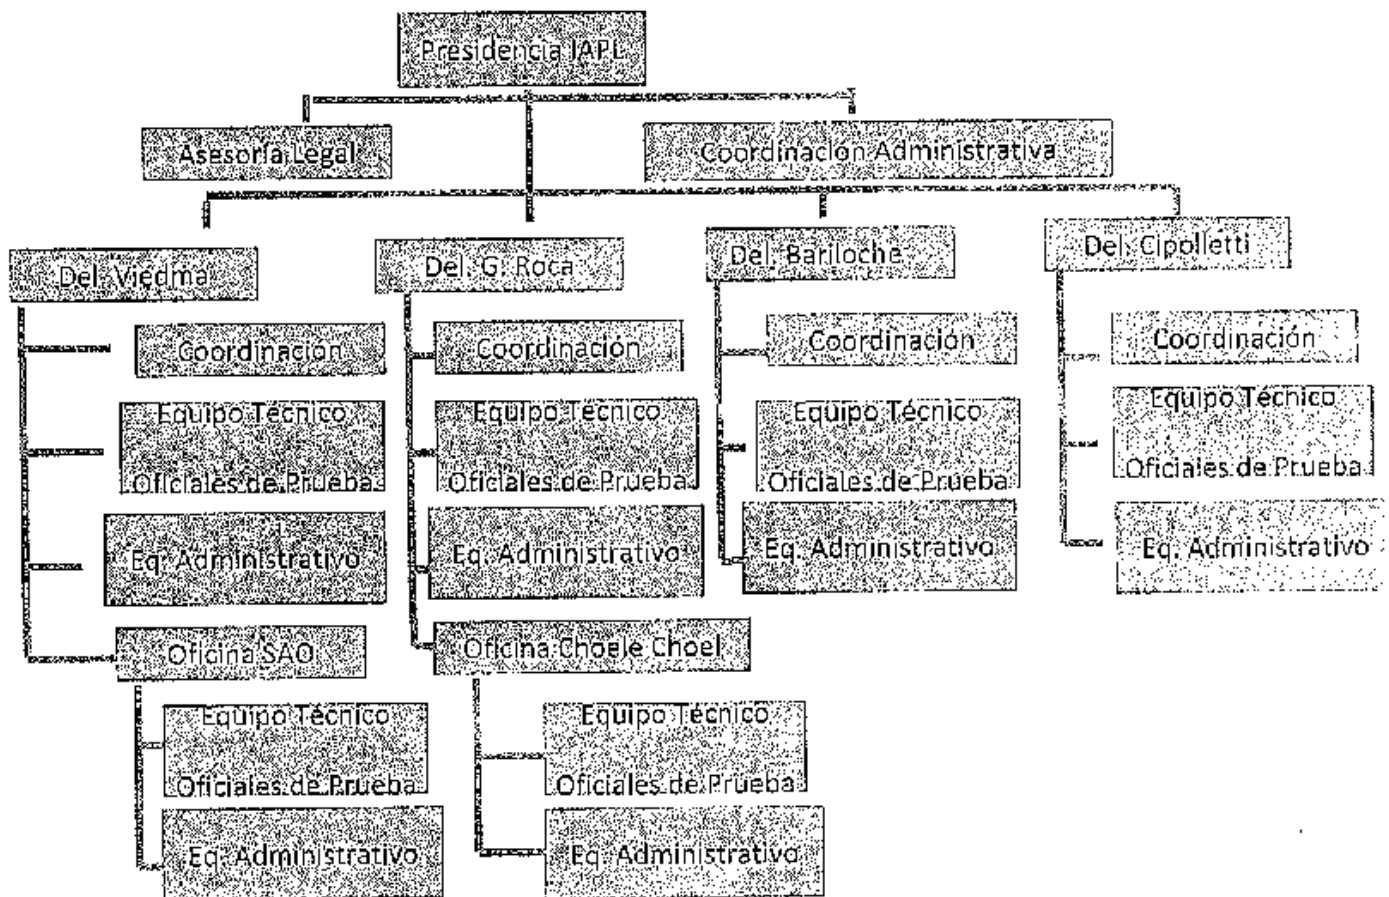 Presidencia IAPL
Asesoría Legal
Coordinación Administrativa
Del. Viedma
Del. G. Roca
Del. Bariloche
Del. Cipolletti
Coordinación
Coordinación
Coordinación
Coordinación
Equipo Técnico
Oficiales de Prueba
Equipo Técnico
Oficiales de Prueba
Equipo Técnico
Oficiales de Prueba
Equipo Técnico
Oficiales de Prueba
Eq. Administrativo
Eq. Administrativo
Eq. Administrativo
Eq. Administrativo
Oficina SAO
Oficina Choele Choel
Equipo Técnico
Oficiales de Prueba
Equipo Técnico
Oficiales de Prueba
Eq. Administrativo
Eq. Administrativo